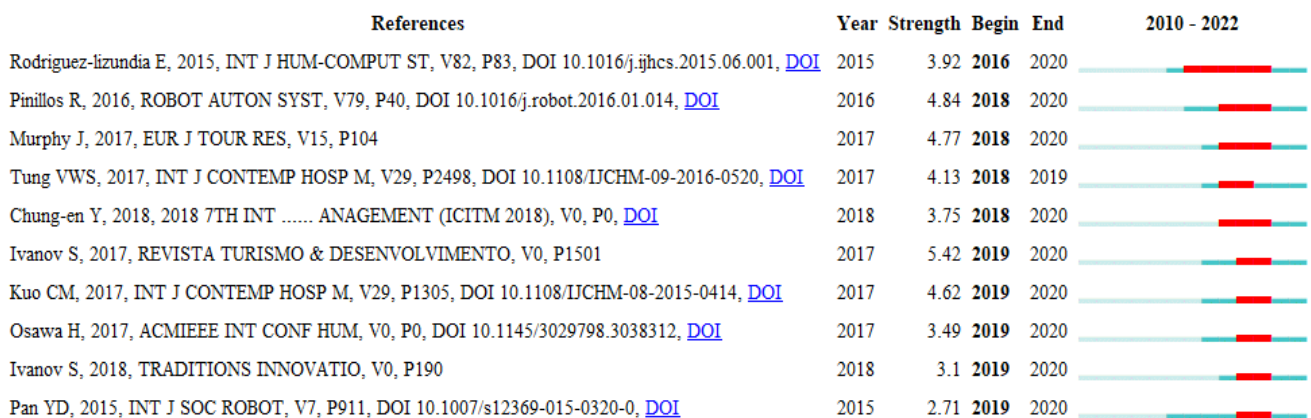 References Year Strength Begin End 2010 - 2022
Rodriguez-lizundia E, 2015, INT J HUM-COMPUT ST, V82, P83, DOI 10.1016/j.ijhcs.2015.06.001, DOI 2015 3.92 2016 2020
Pinillos R, 2016, ROBOT AUTON SYST, V79, P40, DOI 10.1016/j.robot.2016.01.014, DOI 2016 4.84 2018 2020
Murphy J, 2017, EUR J TOUR RES, V15, P104 2017 4.77 2018 2020
Tung VWS, 2017, INT J CONTEMP HOSP M, V29, P2498, DOI 10.1108/IJCHM-09-2016-0520, DOI 2017 4.13 2018 2019
Chung-en Y, 2018, 2018 7TH INT ...... ANAGEMENT (ICITM 2018), V0, P0, DOI 2018 3.75 2018 2020
Ivanov S, 2017, REVISTA TURISMO & DESENVOLVIMENTO, V0, P1501 2017 5.42 2019 2020
Kuo CM, 2017, INT J CONTEMP HOSP M, V29, P1305, DOI 10.1108/IJCHM-08-2015-0414, DOI 2017 4.62 2019 2020
Osawa H, 2017, ACMIEEE INT CONF HUM, V0, P0, DOI 10.1145/3029798.3038312, DOI 2017 3.49 2019 2020
Ivanov S, 2018, TRADITIONS INNOVATIO, V0, P190 2018 3.1 2019 2020
Pan YD, 2015, INT J SOC ROBOT, V7, P911, DOI 10.1007/s12369-015-0320-0, DOI 2015 2.71 2019 2020